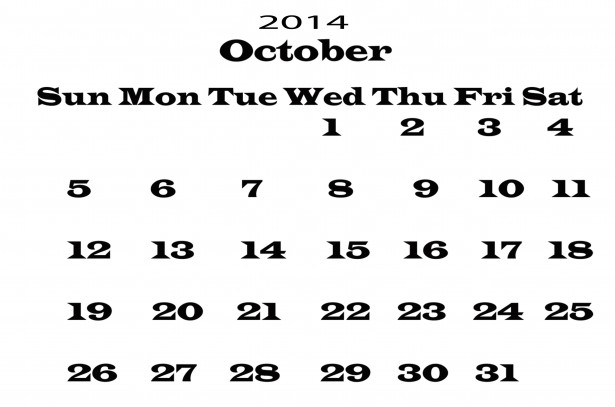 2014
October
Sun Mon Tue Wed Thu Fri Sat
1 2 3 4
5 6 7 8 9 10 11
12 13 14 15 16 17 18
19 20 21 22 23 24 25
26 27 28 29 30 31